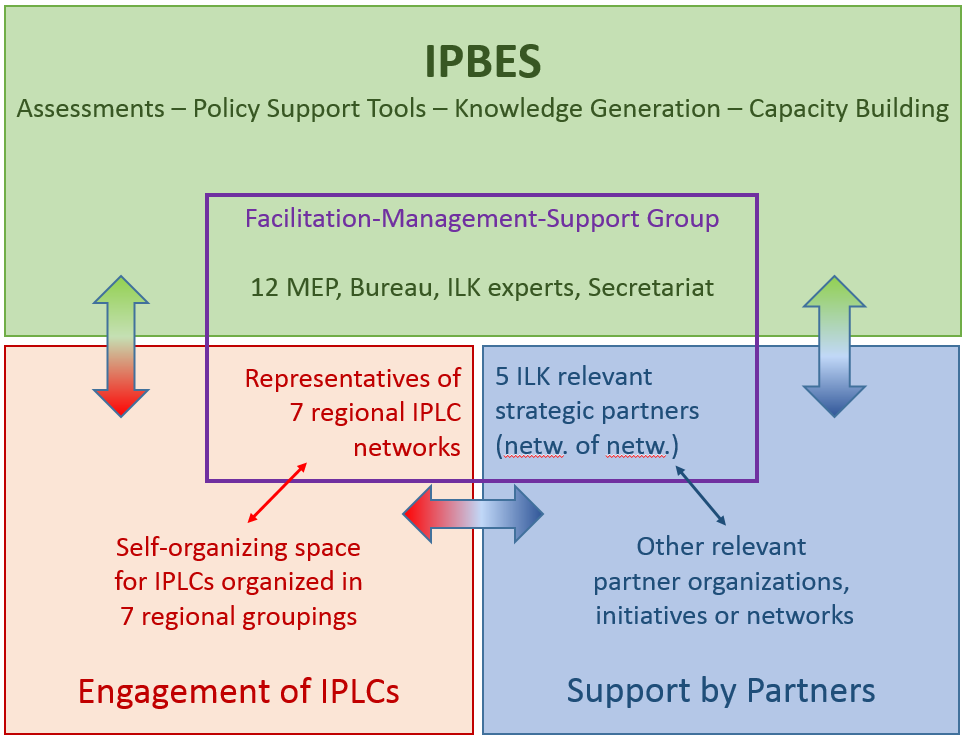 IPBES
Assessments – Policy Support Tools – Knowledge Generation – Capacity Building
Facilitation-Management-Support Group
12 MEP, Bureau, ILK experts, Secretariat
Representatives of
7 regional IPLC
networks
5 ILK relevant
strategic partners
(netw. of netw.)
Self-organizing space
for IPLCs organized in
7 regional groupings
Other relevant
partner organizations,
initiatives or networks
Engagement of IPLCs
Support by Partners